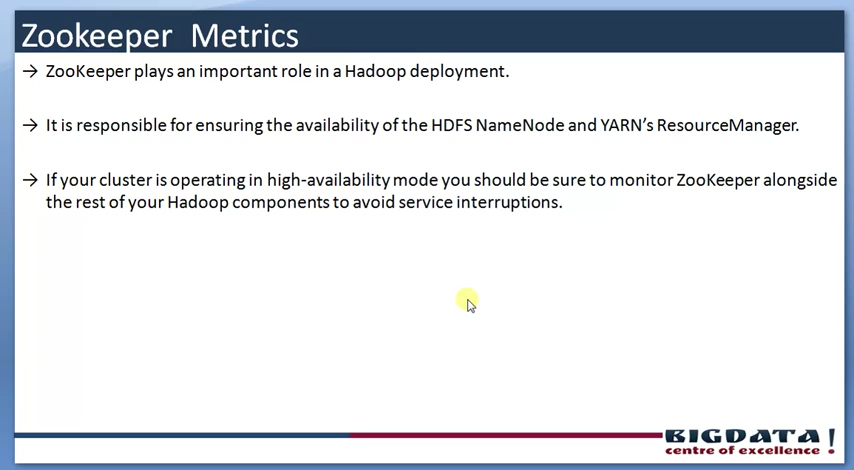 Zookeeper Metrics
→ ZooKeeper plays an important role in a Hadoop deployment.
→ It is responsible for ensuring the availability of the HDFS NameNode and YARN’s ResourceManager.
→ If your cluster is operating in high-availability mode you should be sure to monitor ZooKeeper alongside
the rest of your Hadoop components to avoid service interruptions.
BIGDATA!
centre of excellence